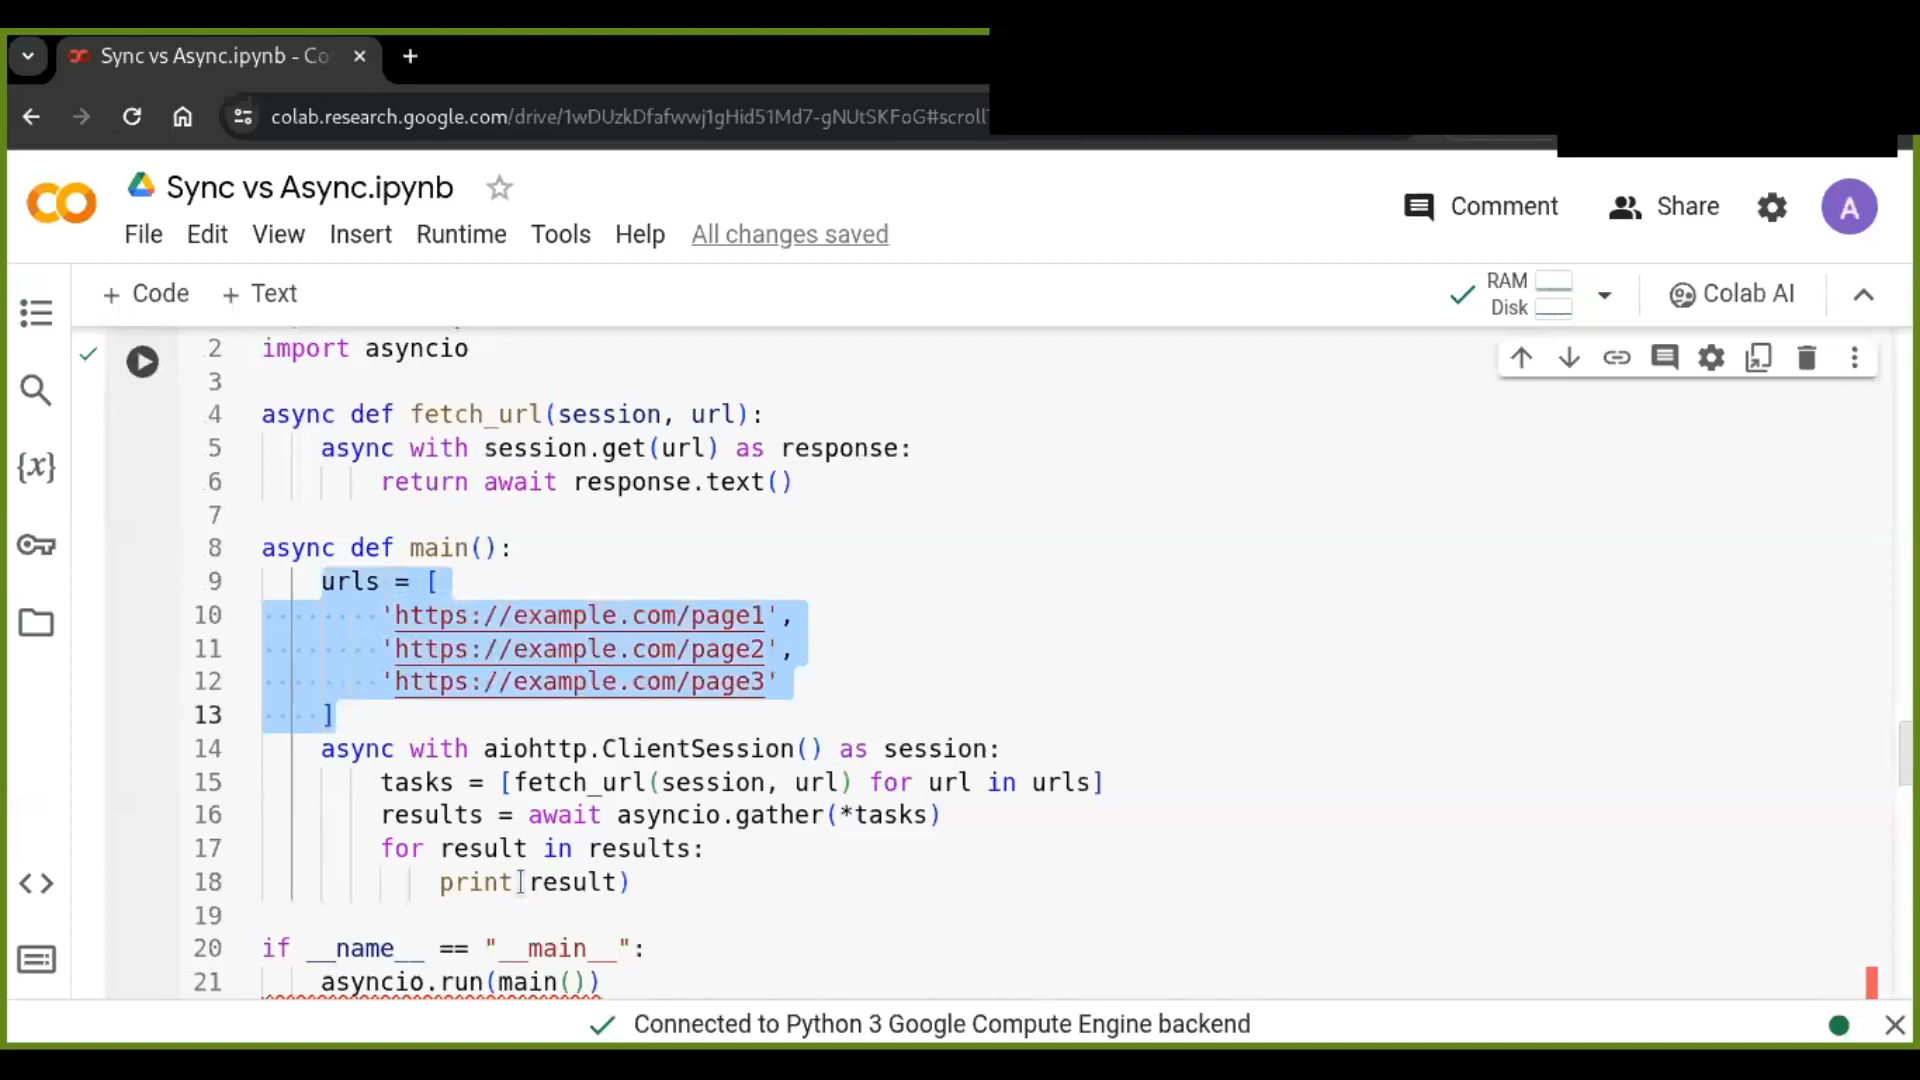 Sync vs Async.ipynb - Co
colab.research.google.com/drive/1wDUzkDfafwwj1gHid51Md7-gNUtSKFoG#scroll
Sync vs Async.ipynb
Comment
Share
A
File Edit View Insert Runtime Tools Help All changes saved
+ Code + Text
RAM
Disk
Colab AI
2 import asyncio
3
4 async def fetch_url(session, url):
5 async with session.get(url) as response:
6 return await response.text()
7
8 async def main():
9 urls = [
10 'https://example.com/page1',
11 'https://example.com/page2',
12 'https://example.com/page3'
13 ]
14 async with aiohttp.ClientSession() as session:
15 tasks = [fetch_url(session, url) for url in urls]
16 results = await asyncio.gather(*tasks)
17 for result in results:
18 print(result)
19
20 if __name__ == "__main__":
21 asyncio.run(main())
Connected to Python 3 Google Compute Engine backend